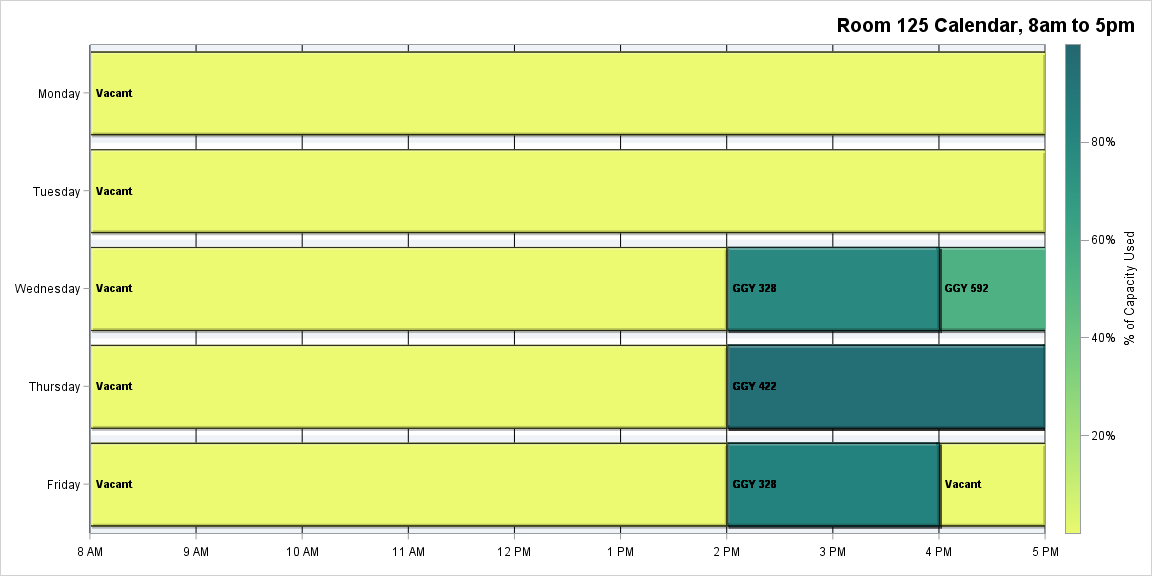 Room 125 Calendar, 8am to 5pm
Monday Vacant
Tuesday Vacant
Wednesday Vacant GGY 328 GGY 592
Thursday Vacant GGY 422
Friday Vacant GGY 328 Vacant
8 AM 9 AM 10 AM 11 AM 12 PM 1 PM 2 PM 3 PM 4 PM 5 PM
80%
60%
40%
20%
% of Capacity Used